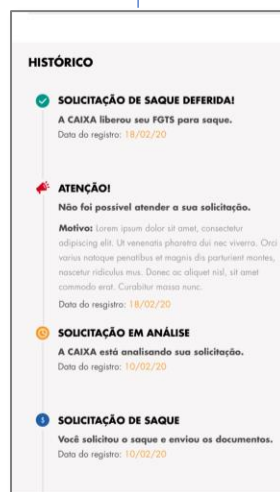 HISTÓRICO
SOLICITAÇÃO DE SAQUE DEFERIDA!
A CAIXA liberou seu FGTS para saque.
Data do registro: 18/02/20
ATENÇÃO!
Não foi possível atender a sua solicitação.
Motivo: Lorem ipsum dolor sit amet, consectetur
adipiscing elit. Ut venenatis pharetra dui nec viverra. Orci
varius natoque penatibus et magnis dis parturient montes,
nascetur ridiculus mus. Donec ac aliquet nisl, sit amet
commodo erat. Curabitur massa nunc.
Data do resgistro: 18/02/20
SOLICITAÇÃO EM ANÁLISE
A CAIXA está analisando sua solicitação.
Data do registro: 10/02/20
$ SOLICITAÇÃO DE SAQUE
Você solicitou o saque e enviou os documentos.
Data do registro: 10/02/20